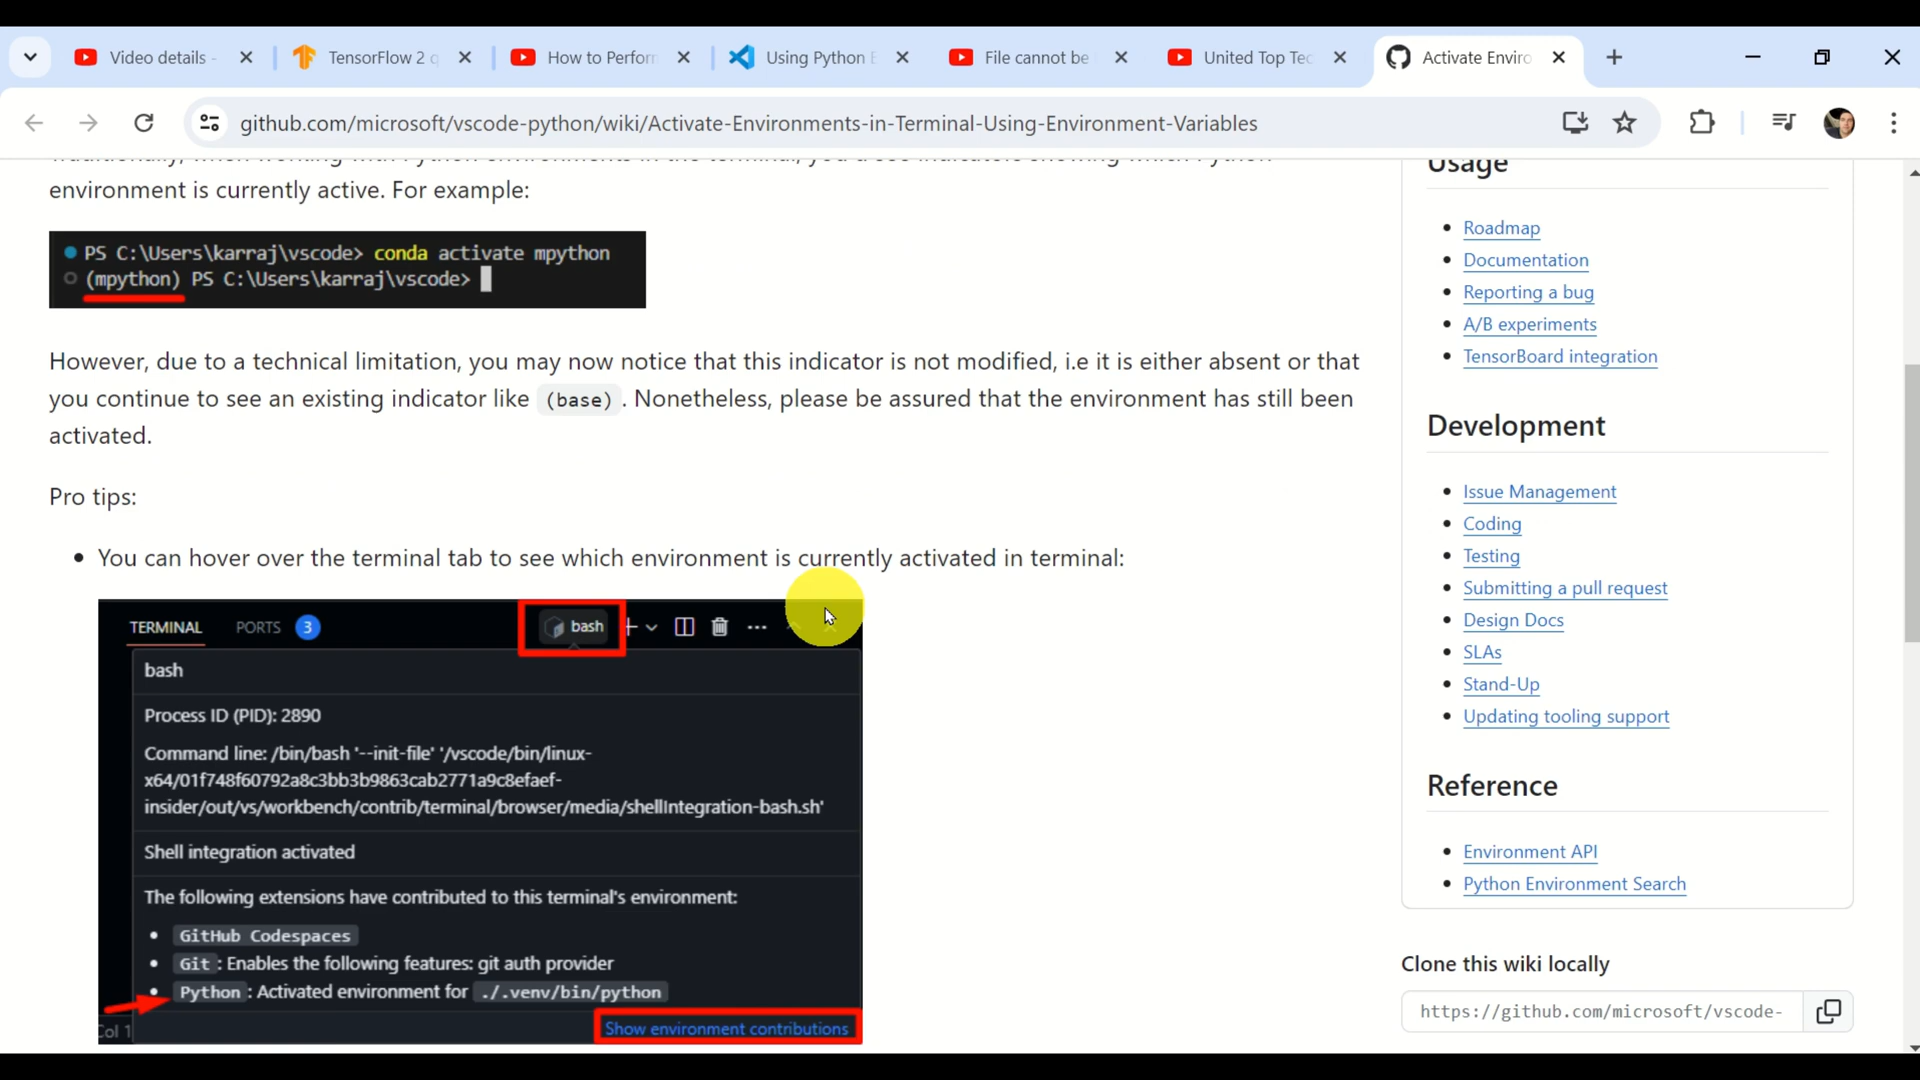 Video details -
TensorFlow 2 q
How to Perform
Using Python E
File cannot be
United Top Tec
Activate Enviro
github.com/microsoft/vscode-python/wiki/Activate-Environments-in-Terminal-Using-Environment-Variables
environment is currently active. For example:
PS C:\Users\karraj\vscode> conda activate mpython
(mpython) PS C:\Users\karraj\vscode>
However, due to a technical limitation, you may now notice that this indicator is not modified, i.e it is either absent or that
you continue to see an existing indicator like (base) . Nonetheless, please be assured that the environment has still been
activated.
Pro tips:
• You can hover over the terminal tab to see which environment is currently activated in terminal:
TERMINAL PORTS 3 bash
bash
Process ID (PID): 2890
Command line: /bin/bash '--init-file' '/vscode/bin/linux-
x64/01f748f60792a8c3bb3b9863cab2771a9c8efaef-
insider/out/vs/workbench/contrib/terminal/browser/media/shellIntegration-bash.sh'
Shell integration activated
The following extensions have contributed to this terminal's environment:
• GitHub Codespaces
• Git : Enables the following features: git auth provider
• Python : Activated environment for ./.venv/bin/python
Col 1
Show environment contributions
Usage
• Roadmap
• Documentation
• Reporting a bug
• A/B experiments
• TensorBoard integration
Development
• Issue Management
• Coding
• Testing
• Submitting a pull request
• Design Docs
• SLAs
• Stand-Up
• Updating tooling support
Reference
• Environment API
• Python Environment Search
Clone this wiki locally
https://github.com/microsoft/vscode-